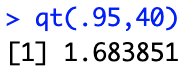 > qt(.95,40)
[1] 1.683851